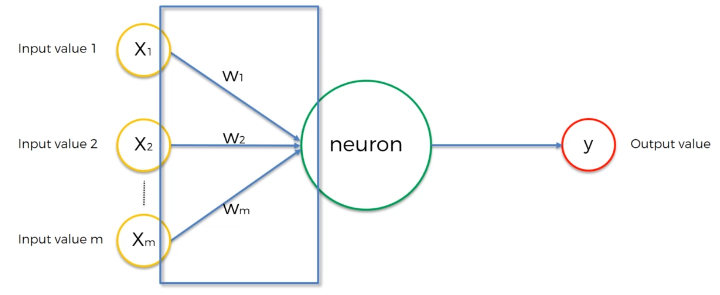 Input value 1
X1
W1
Input value 2
X2
W2
neuron
y
Output value
Input value m
Xm
Wm